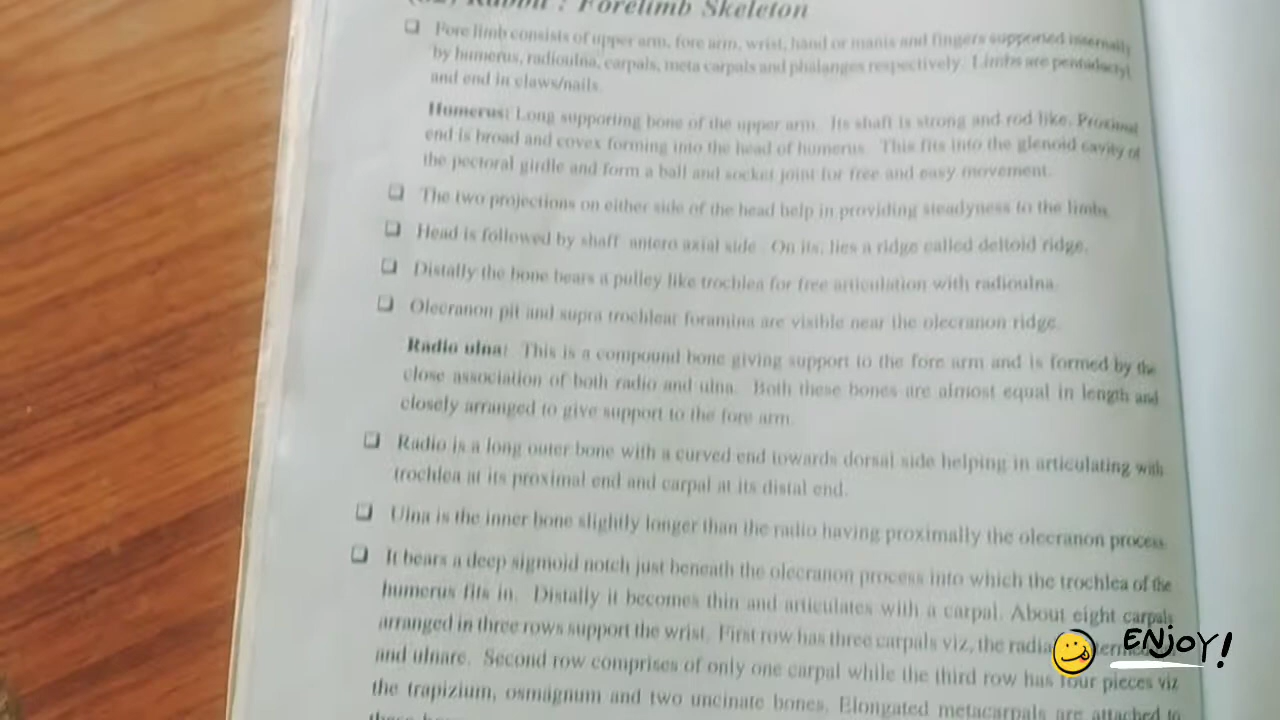 Rabbit : Forelimb Skeleton
❑ Fore limb consists of upper arm, fore arm, wrist, hand or manis and fingers supported internally
by humerus, radioulna, carpals, meta carpals and phalanges respectively. Limbs are pentadactyl
and end in claws/nails.
Humerus: Long supporting bone of the upper arm. Its shaft is strong and rod like. Proximal
end is broad and covex forming into the head of humerus. This fits into the glenoid cavity of
the pectoral girdle and form a ball and socket joint for free and easy movement.
❑ The two projections on either side of the head help in providing steadyness to the limbs.
❑ Head is followed by shaff antero axial side. On its, lies a ridge called deltoid ridge.
❑ Distally the bone bears a pulley like trochlea for free articulation with radioulna.
❑ Olecranon pit and supra trochlear foramina are visible near the olecranon ridge.
Radio ulna: This is a compound bone giving support to the fore arm and is formed by the
close association of both radio and ulna. Both these bones are almost equal in length and
closely arranged to give support to the fore arm.
❑ Radio is a long outer bone with a curved end towards dorsal side helping in articulating with
trochlea at its proximal end and carpal at its distal end.
❑ Ulna is the inner bone slightly longer than the radio having proximally the olecranon process.
❑ It bears a deep sigmoid notch just beneath the olecranon process into which the trochlea of the
humerus fits in. Distally it becomes thin and articulates with a carpal. About eight carpals
arranged in three rows support the wrist. First row has three carpals viz, the
and ulnare. Second row comprises of only one carpal while the third row has four pieces viz
the trapizium, osmagnum and two uncinate bones. Elongated metacarpals are attached to
ENJOY!